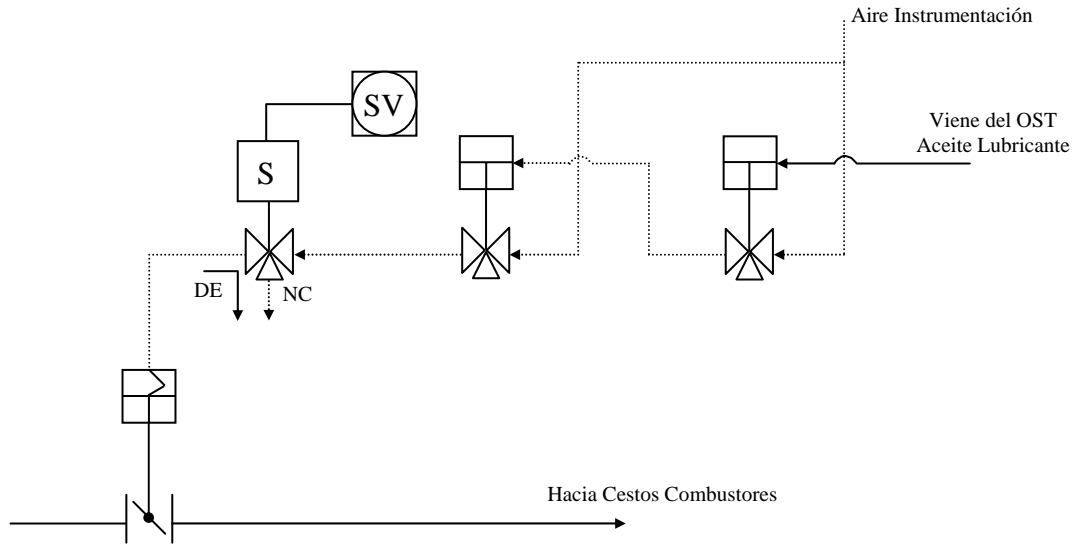 Aire Instrumentación
SV
Viene del OST
Aceite Lubricante
S
DE
NC
Hacia Cestos Combustores